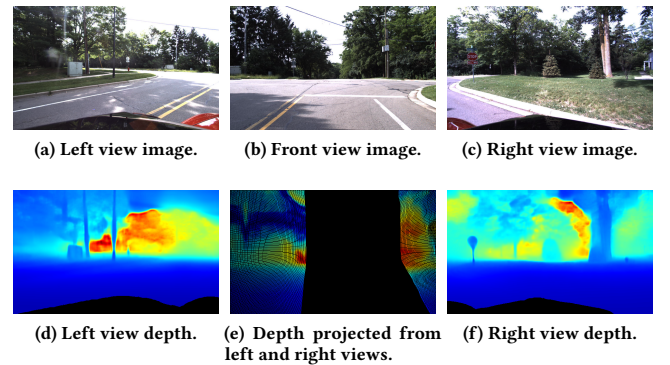 (a) Left view image.
(b) Front view image.
(c) Right view image.
(d) Left view depth.
(e) Depth projected from
left and right views.
(f) Right view depth.